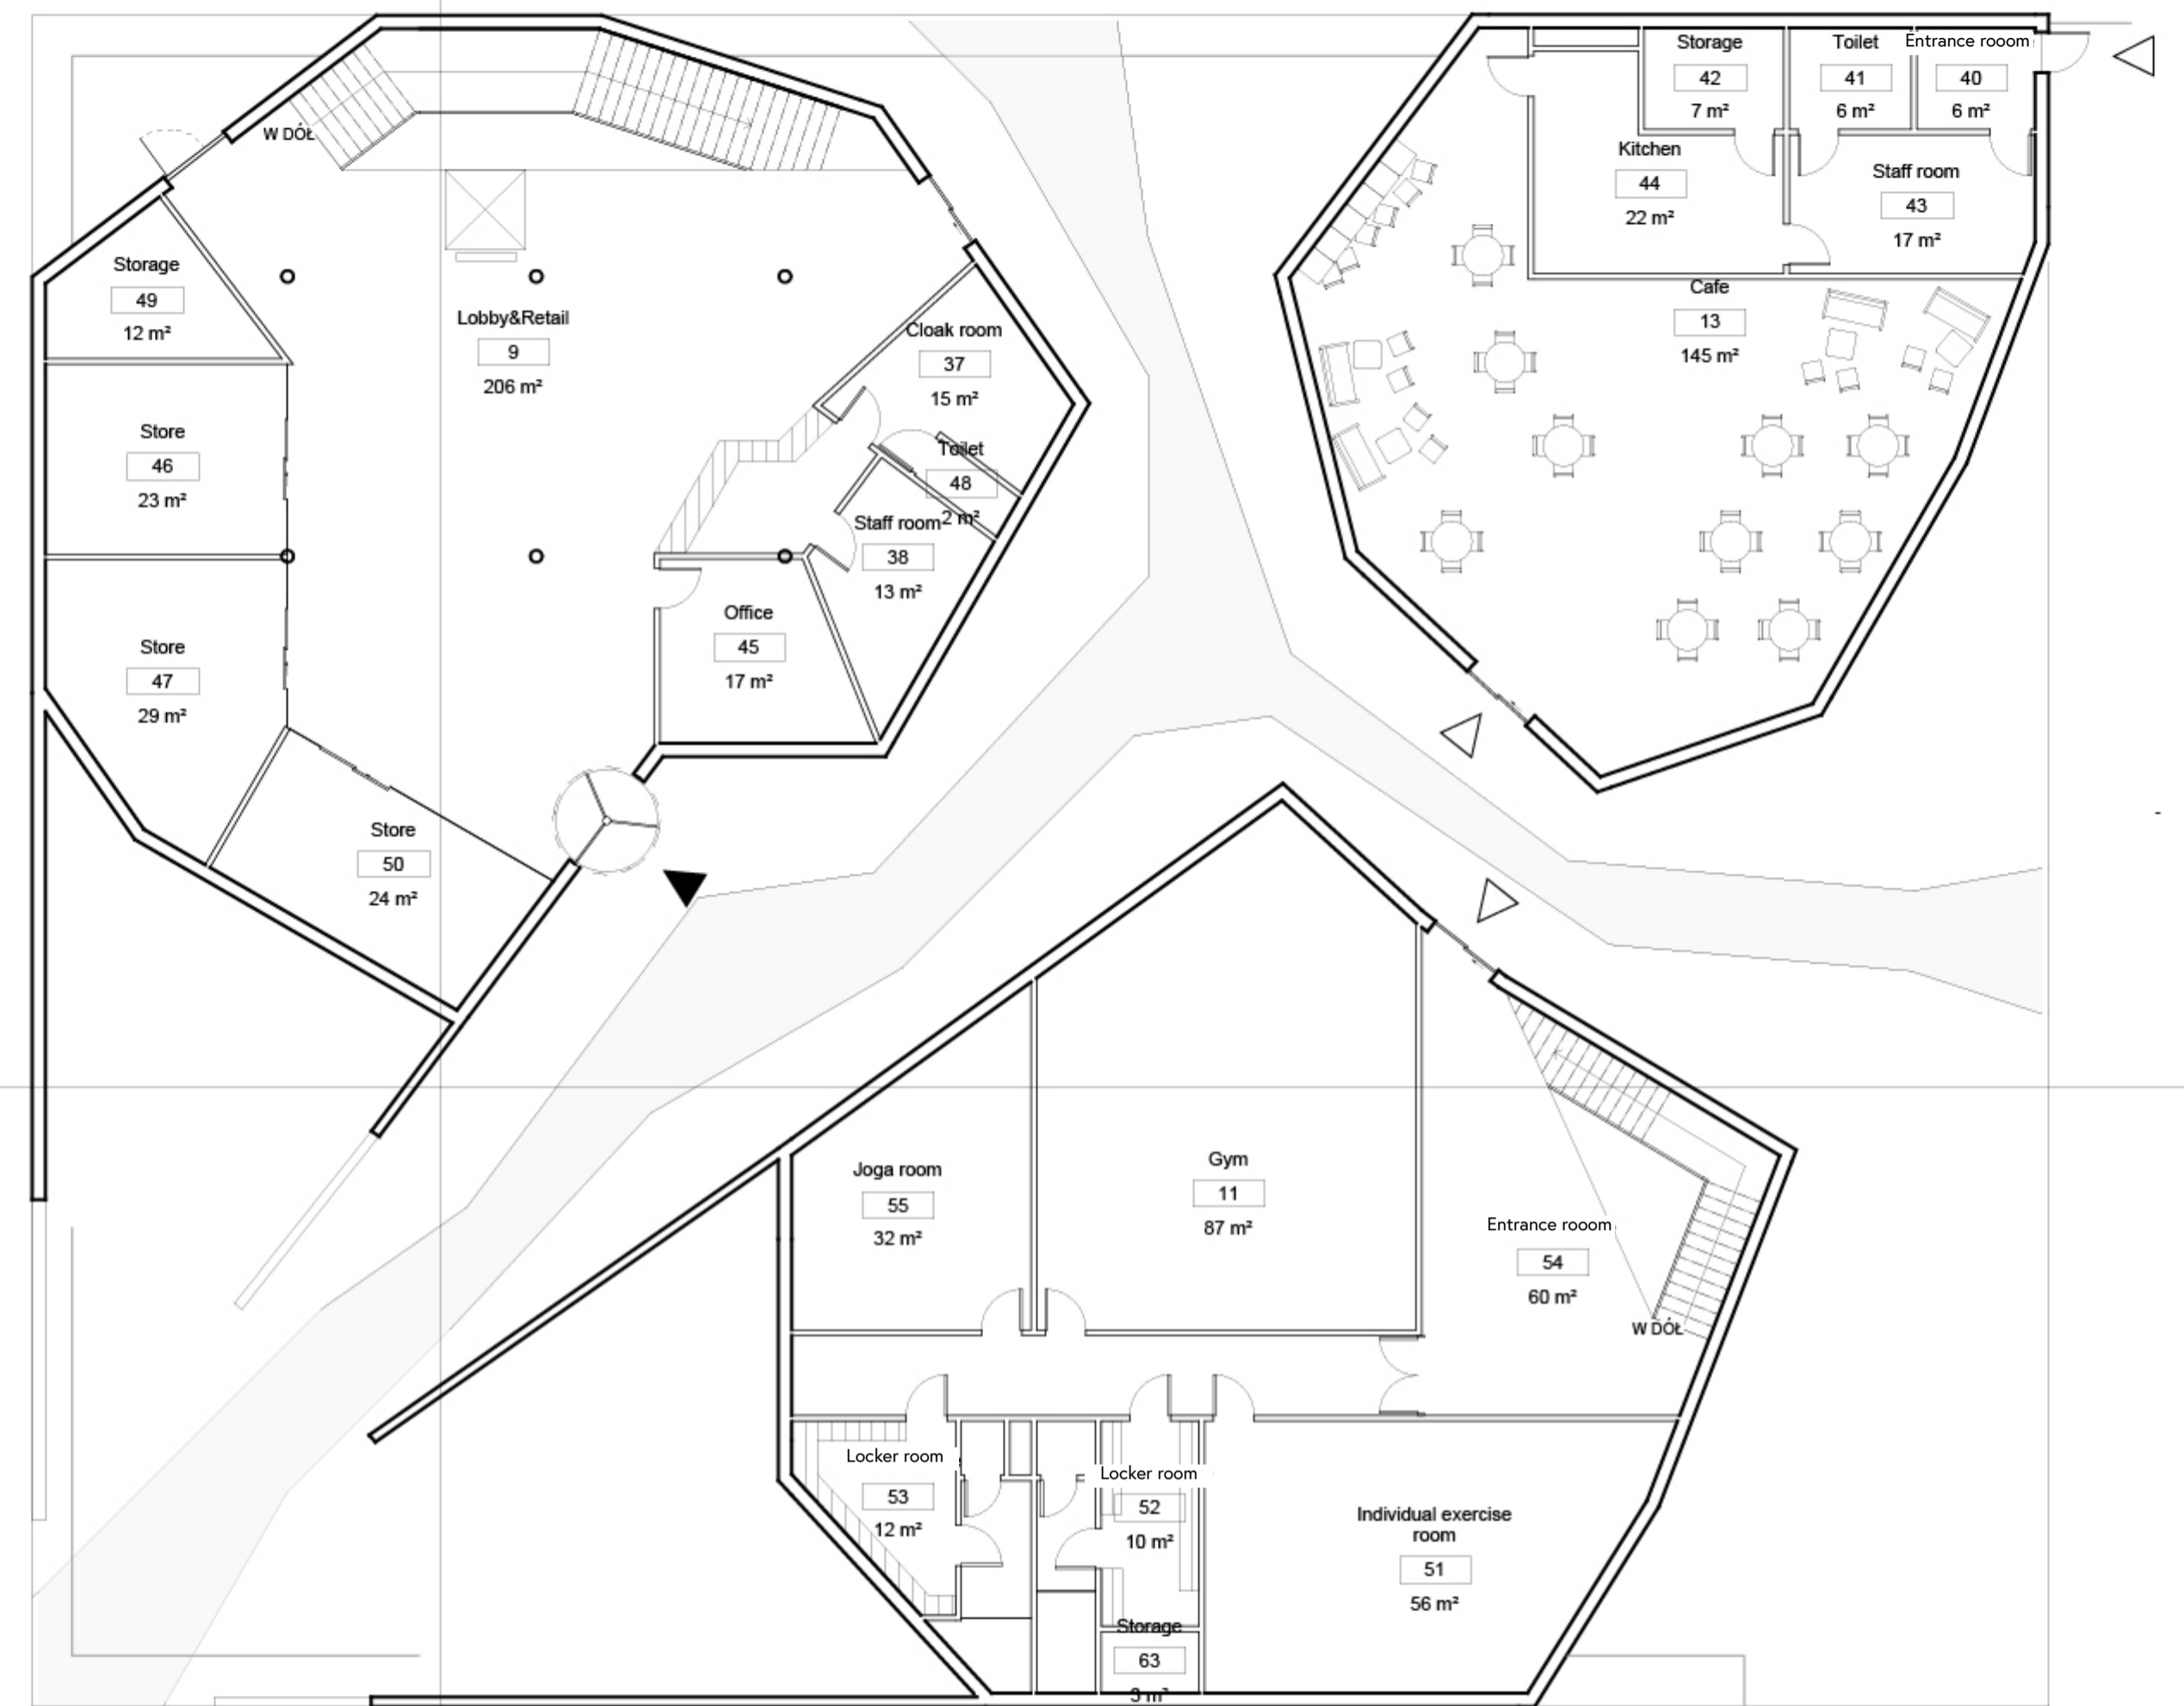 W DÓŁ
Storage
49
12 m²
Lobby&Retail
9
206 m²
Cloak room
37
15 m²
Store
46
23 m²
Toilet
48
2 m²
Staff room
38
13 m²
Office
45
17 m²
Store
47
29 m²
Store
50
24 m²
Storage
42
7 m²
Toilet
41
6 m²
Entrance rooom
40
6 m²
Kitchen
44
22 m²
Staff room
43
17 m²
Cafe
13
145 m²
Joga room
55
32 m²
Gym
11
87 m²
Entrance rooom
54
60 m²
W DÓŁ
Locker room
53
12 m²
Locker room
52
10 m²
Individual exercise
room
51
56 m²
Storage
63
3 m²